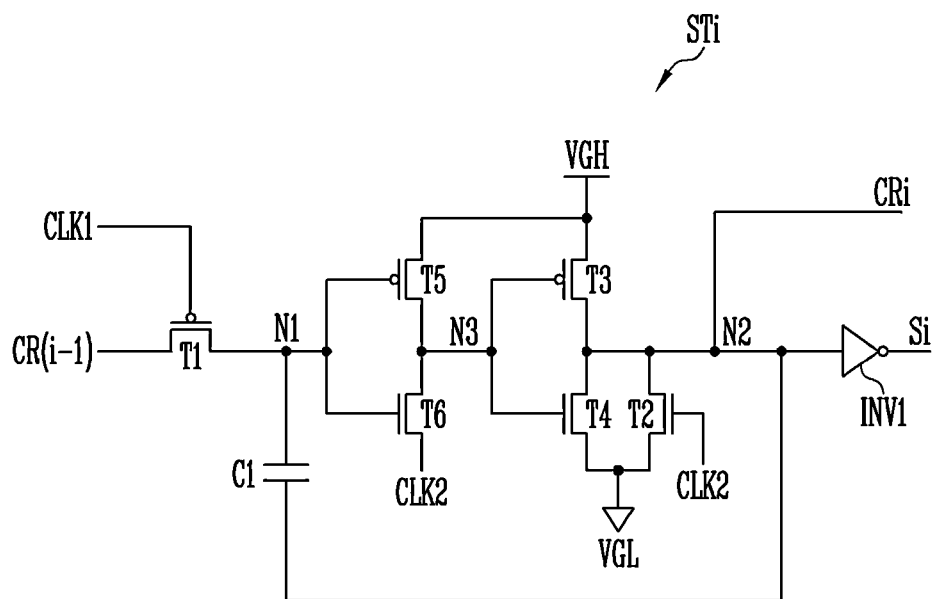 STi
VGH
CRi
CLK1
T5
T3
N1
N3
N2
Si
CR(i-1)
T1
T6
T4
T2
INV1
C1
CLK2
CLK2
VGL